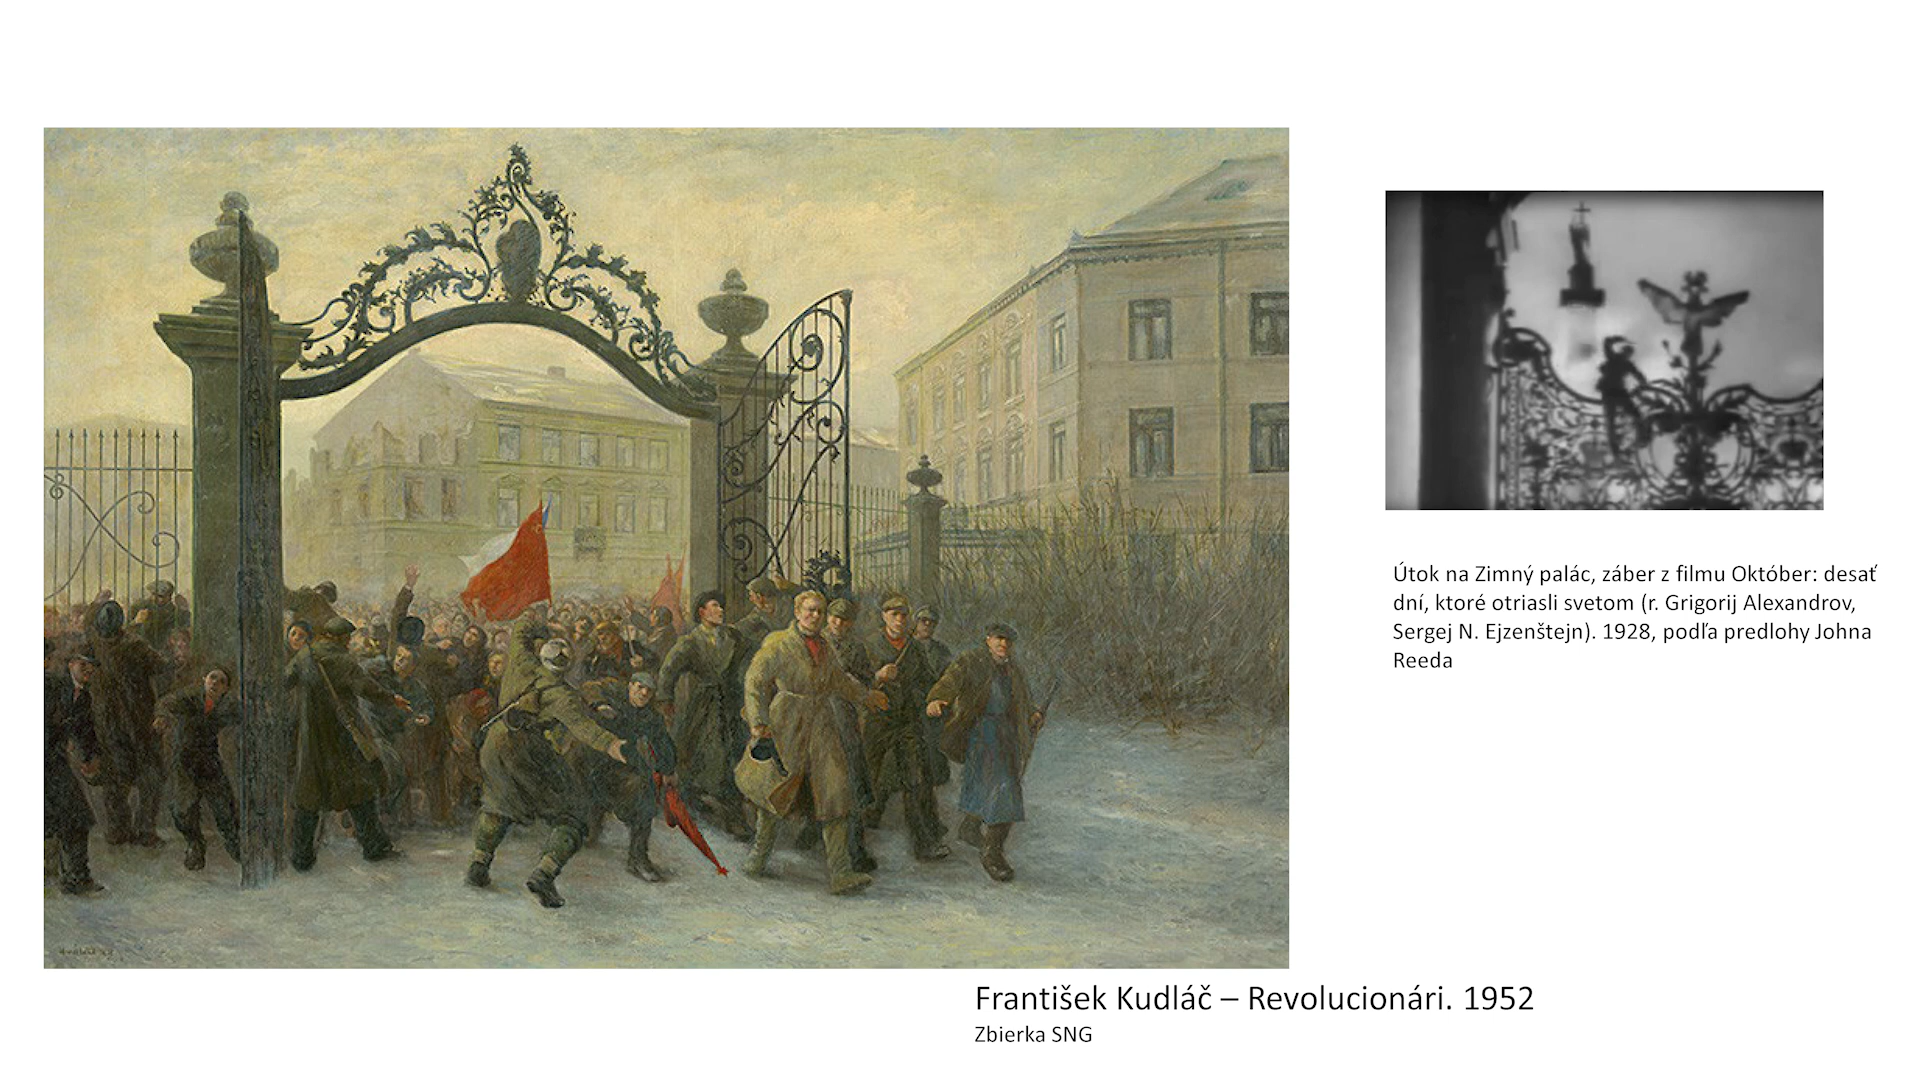 Útok na Zimný palác, záber z filmu Október: desať
dní, ktoré otriasli svetom (r. Grigorij Alexandrov,
Sergej N. Ejzenštejn). 1928, podľa predlohy Johna
Reeda
František Kudláč – Revolucionári. 1952
Zbierka SNG